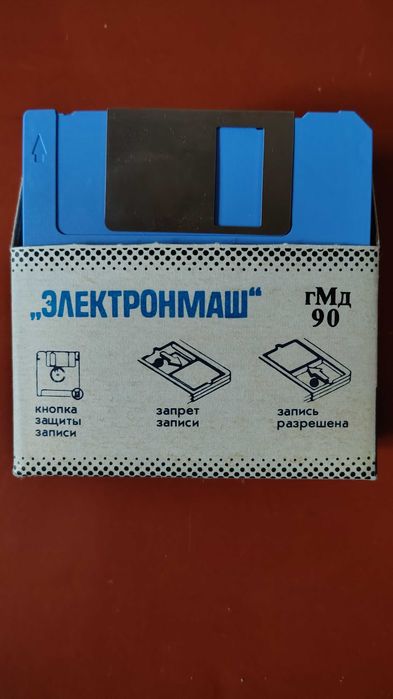 „ЭЛЕКТРОНМАШ“
гМд
90
кнопка
защиты
записи
запрет
записи
запись
разрешена